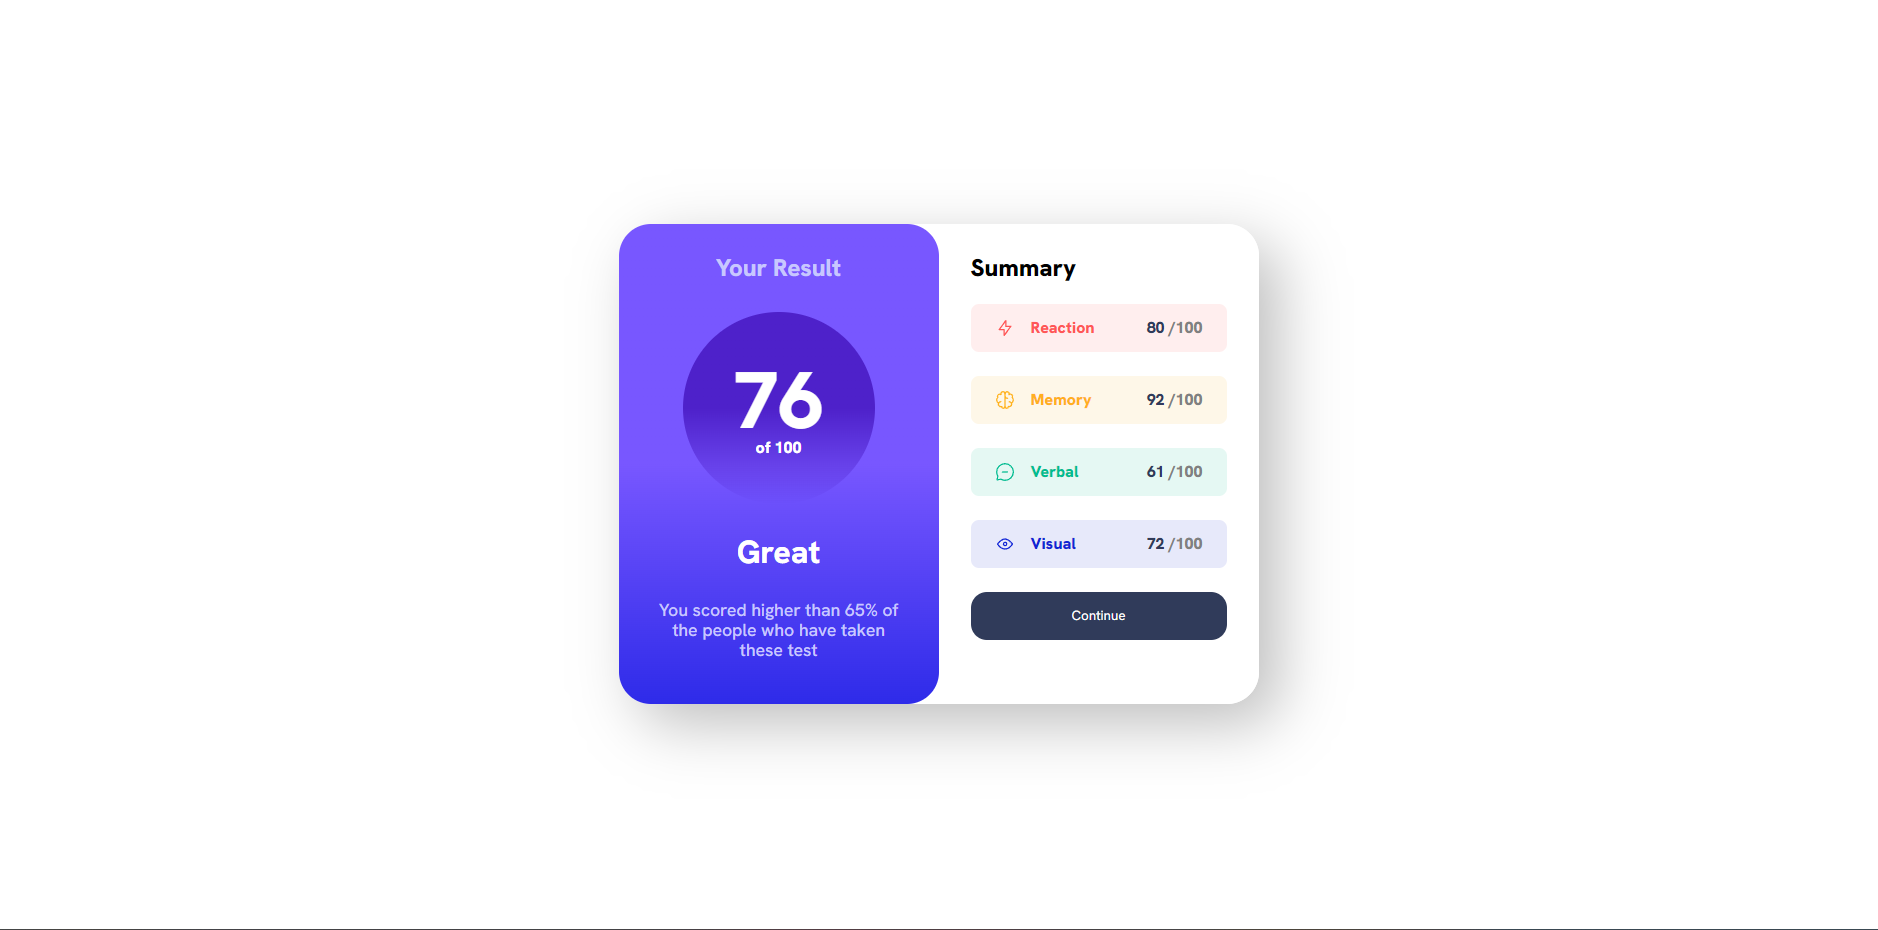 Your Result
76
of 100
Great
You scored higher than 65% of
the people who have taken
these test
Summary
Reaction 80 /100
Memory 92 /100
Verbal 61 /100
Visual 72 /100
Continue